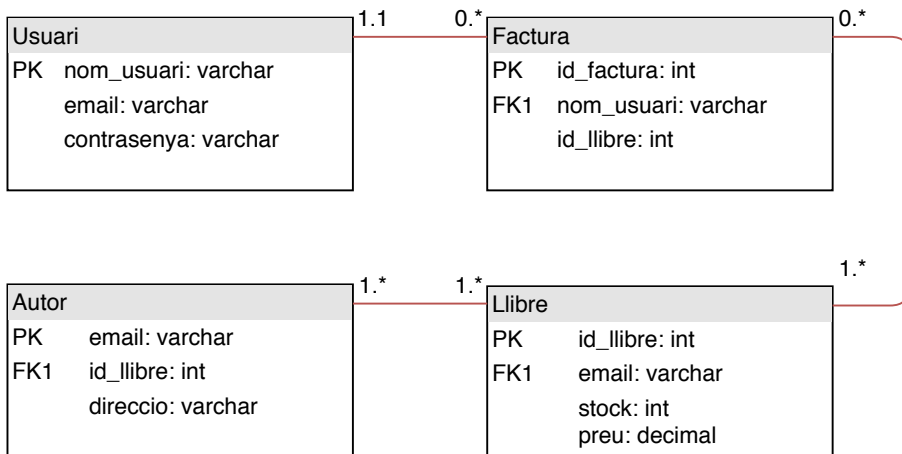 1.1
0.*
0.*
Usuari
PK nom_usuari: varchar
email: varchar
contrasenya: varchar
Factura
PK id_factura: int
FK1 nom_usuari: varchar
id_llibre: int
1.*
1.*
1.*
Autor
PK email: varchar
FK1 id_llibre: int
direccio: varchar
Llibre
PK id_llibre: int
FK1 email: varchar
stock: int
preu: decimal